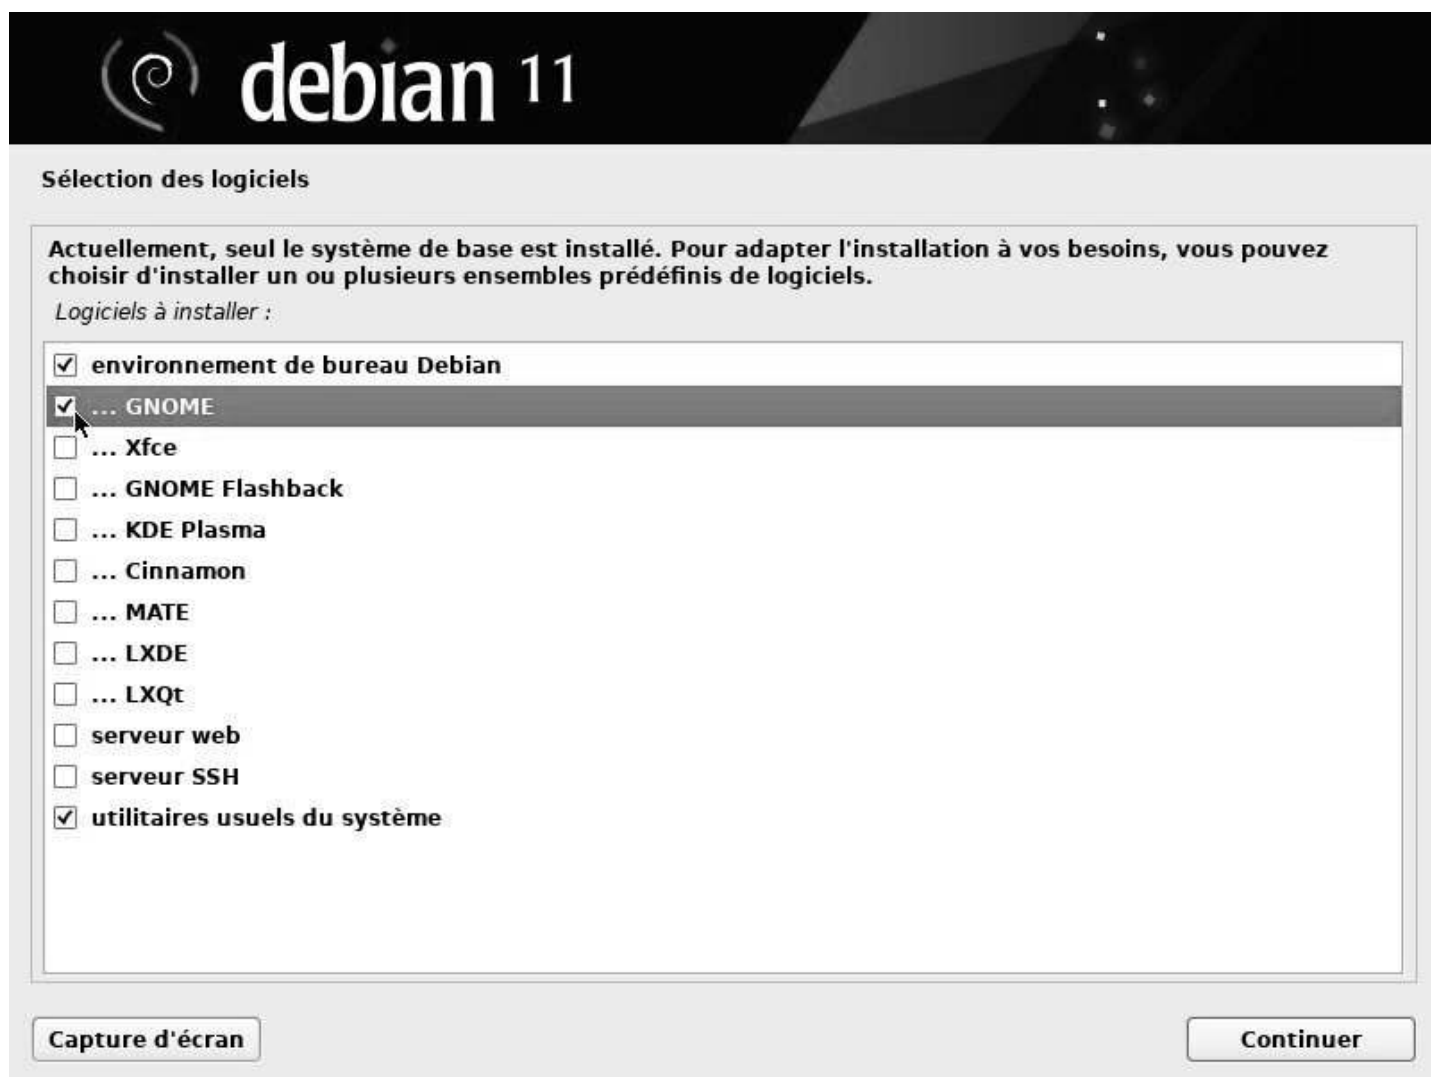 debian 11
Sélection des logiciels
Actuellement, seul le système de base est installé. Pour adapter l'installation à vos besoins, vous pouvez
choisir d'installer un ou plusieurs ensembles prédéfinis de logiciels.
Logiciels à installer :
environnement de bureau Debian
... GNOME
... Xfce
... GNOME Flashback
... KDE Plasma
... Cinnamon
... MATE
... LXDE
... LXQt
serveur web
serveur SSH
utilitaires usuels du système
Capture d'écran
Continuer